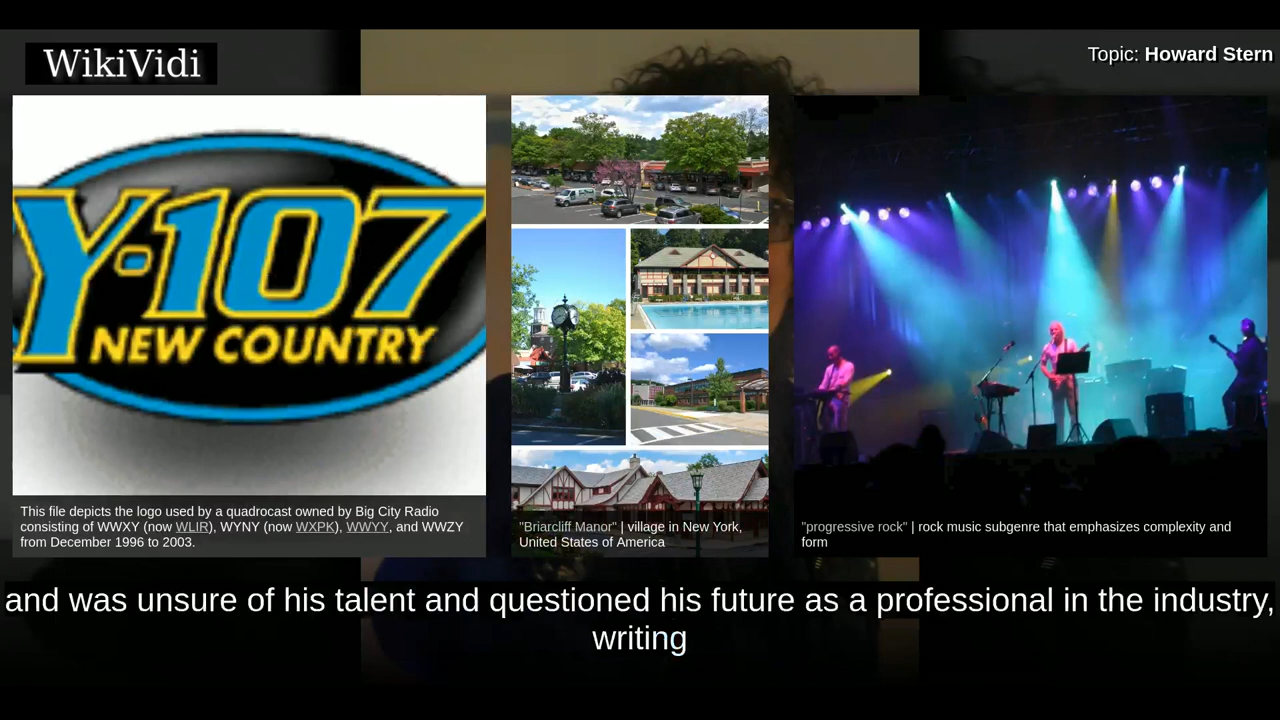 WikiVidi
Topic: Howard Stern
Y-107
NEW COUNTRY
This file depicts the logo used by a quadrocast owned by Big City Radio
consisting of WWXY (now WLIR), WYNY (now WXPK), WWYY, and WWZY
from December 1996 to 2003.
"Briarcliff Manor" | village in New York,
United States of America
"progressive rock" | rock music subgenre that emphasizes complexity and
form
and was unsure of his talent and questioned his future as a professional in the industry,
writing